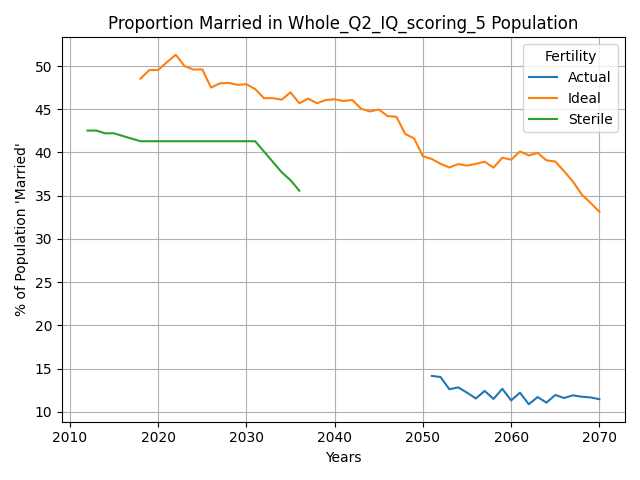 Proportion Married in Whole_Q2_IQ_scoring_5 Population
Fertility
Actual
Ideal
Sterile
% of Population 'Married'
50
45
40
35
30
25
20
15
10
2010
2020
2030
2040
2050
2060
2070
Years